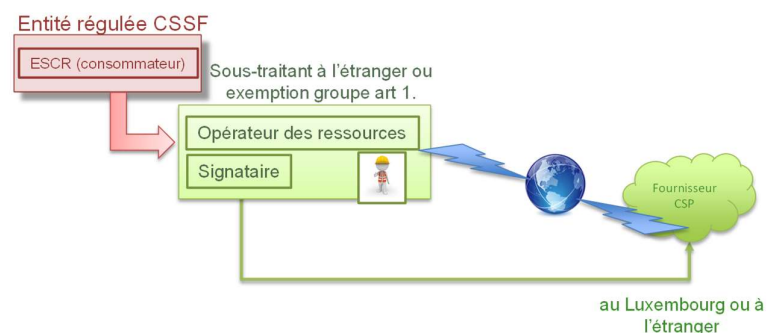 Entité régulée CSSF
ESCR (consommateur)
Sous-traitant à l'étranger ou
exemption groupe art 1.
Opérateur des ressources
Signataire
Fournisseur
CSP
au Luxembourg ou à
l'étranger